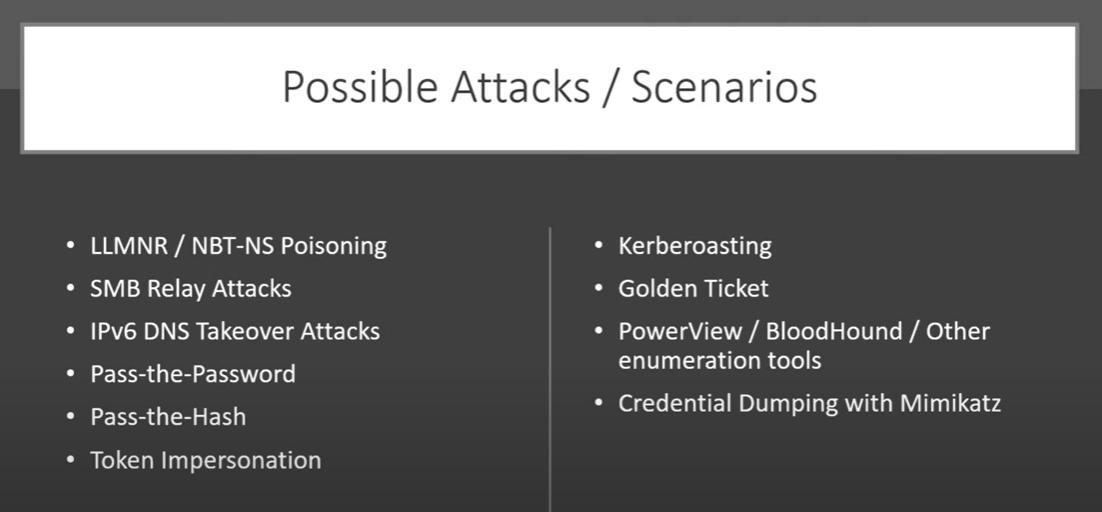 Possible Attacks / Scenarios
• LLMNR / NBT-NS Poisoning
• SMB Relay Attacks
• IPv6 DNS Takeover Attacks
• Pass-the-Password
• Pass-the-Hash
• Token Impersonation
• Kerberoasting
• Golden Ticket
• PowerView / BloodHound / Other
enumeration tools
• Credential Dumping with Mimikatz